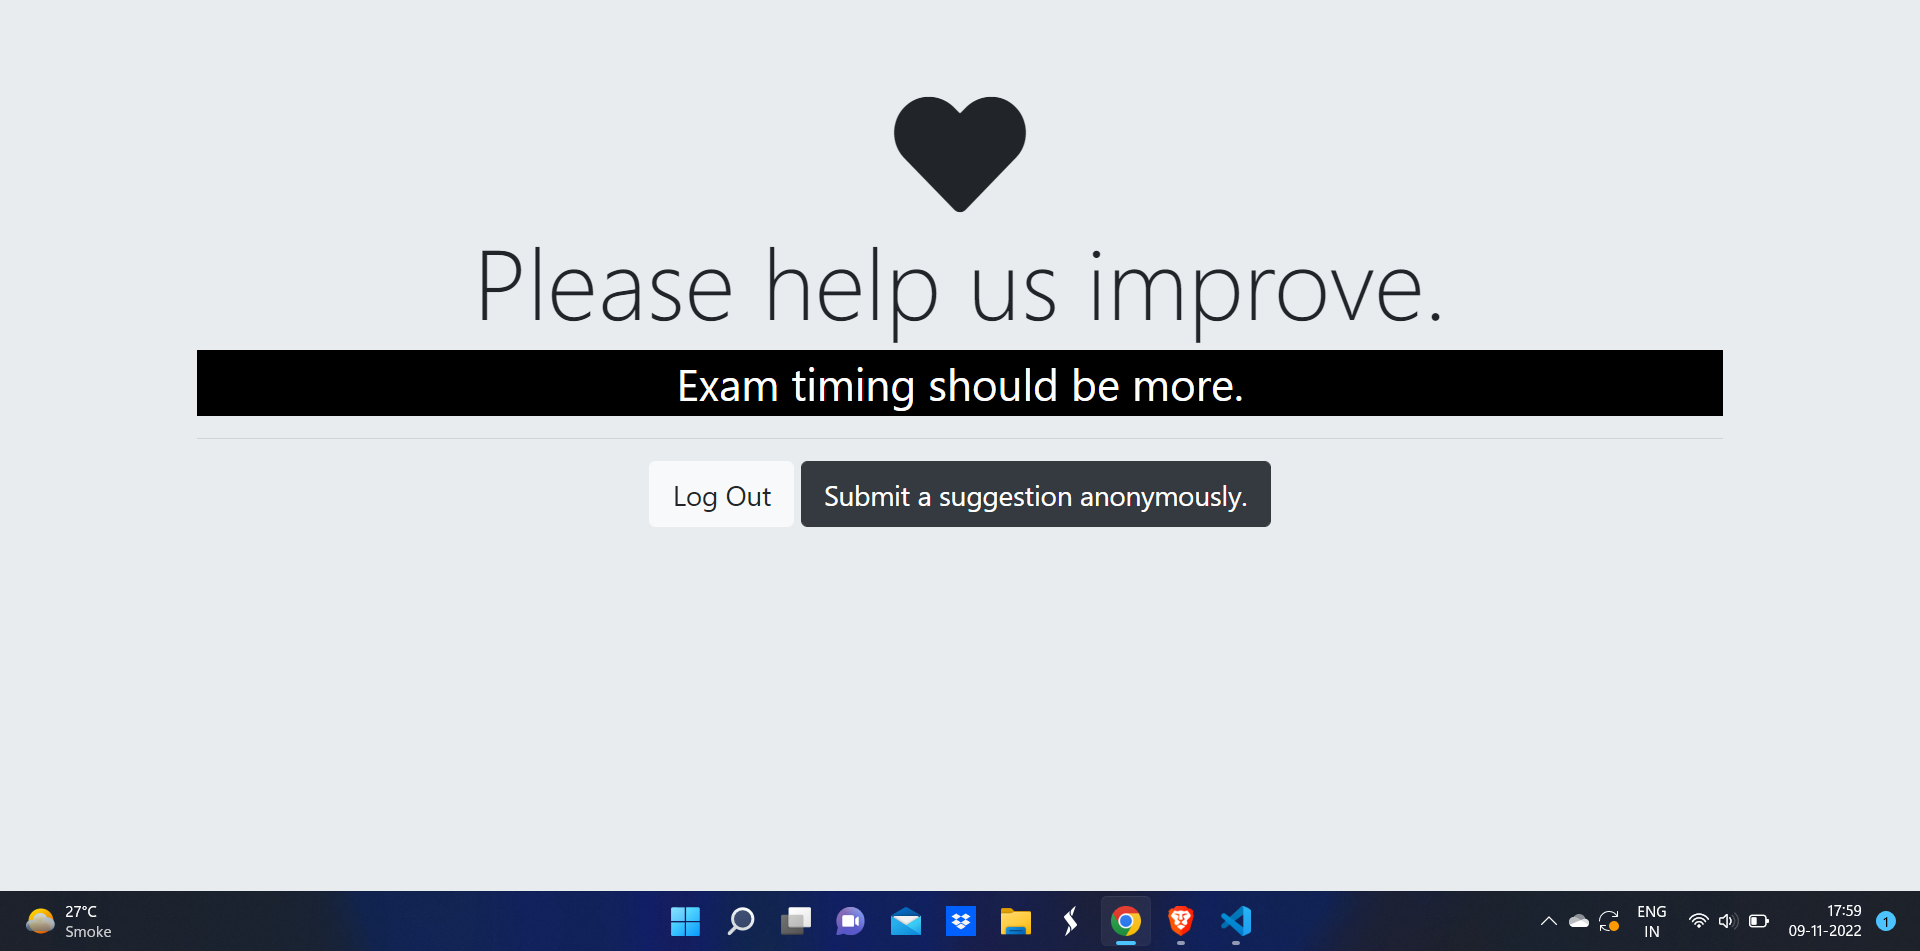 Please help us improve.
Exam timing should be more.
Log Out
Submit a suggestion anonymously.
27°C
Smoke
ENG
IN
17:59
09-11-2022
1